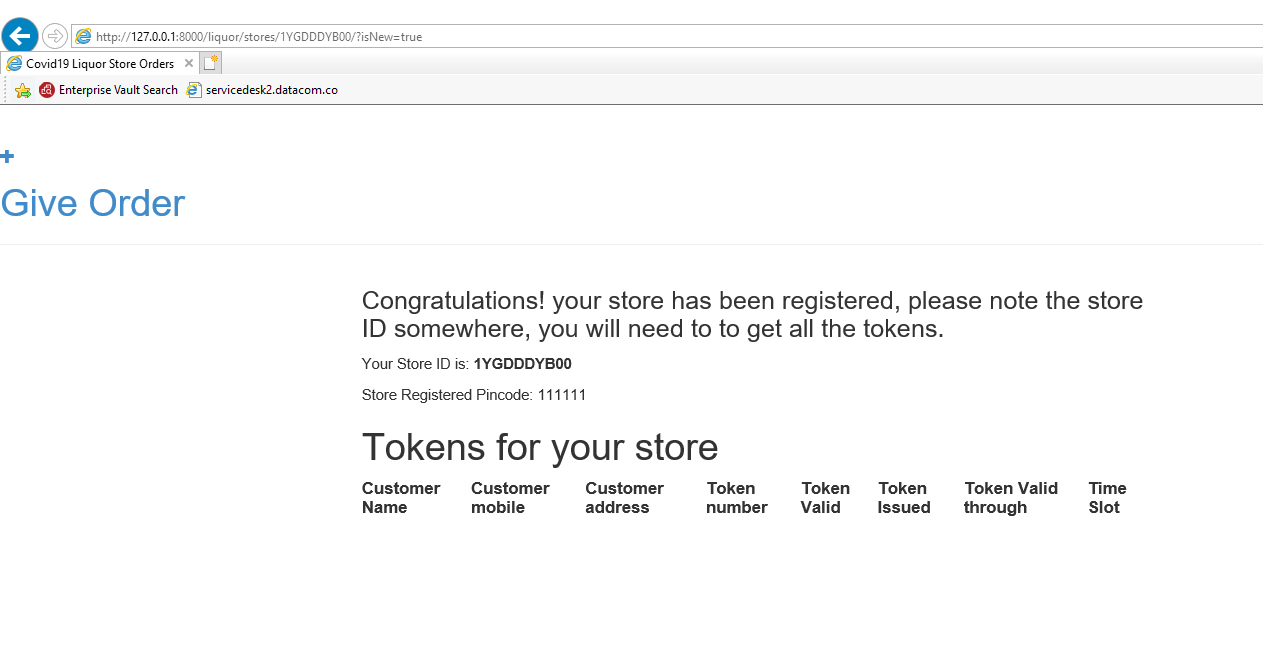 http://127.0.0.1:8000/liquor/stores/1YGDDDYB00/?isNew=true
Covid19 Liquor Store Orders
Enterprise Vault Search servicedesk2.datacom.co
+
Give Order
Congratulations! your store has been registered, please note the store
ID somewhere, you will need to to get all the tokens.
Your Store ID is: 1YGDDDYB00
Store Registered Pincode: 111111
Tokens for your store
Customer Customer Customer Token Token Token Token Valid Time
Name mobile address number Valid Issued through Slot